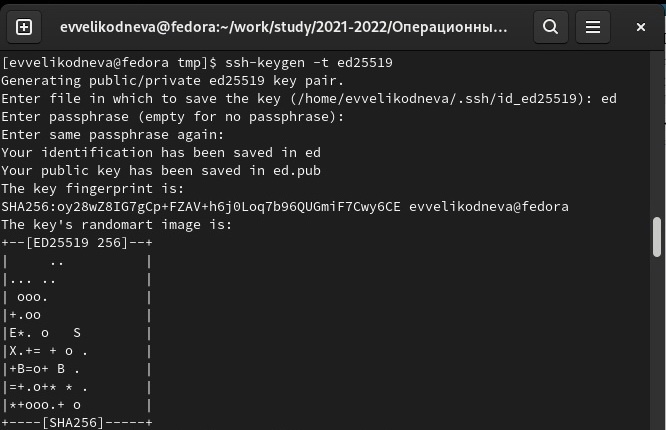 evvelikodneva@fedora:~/work/study/2021-2022/Операционны...
[evvelikodneva@fedora tmp]$ ssh-keygen -t ed25519
Generating public/private ed25519 key pair.
Enter file in which to save the key (/home/evvelikodneva/.ssh/id_ed25519): ed
Enter passphrase (empty for no passphrase):
Enter same passphrase again:
Your identification has been saved in ed
Your public key has been saved in ed.pub
The key fingerprint is:
SHA256:oy28wZ8IG7gCp+FZAV+h6j0Loq7b96QUGmiF7Cwy6CE evvelikodneva@fedora
The key's randomart image is:
+--[ED25519 256]--+
|     ..          |
|... ..           |
| ooo.            |
|+.oo             |
|E*. o   S        |
|X.+= + o .       |
|+B=o+ B .        |
|=+.o+* * .       |
|*+ooo.+ o        |
+----[SHA256]-----+